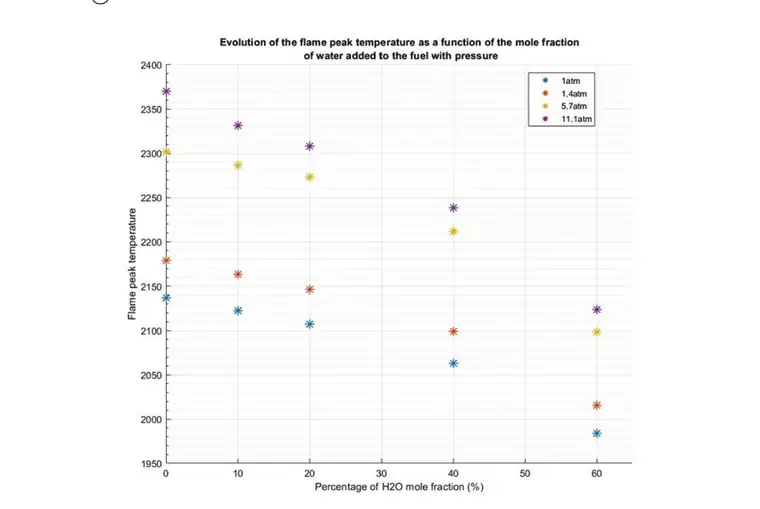 Evolution of the flame peak temperature as a function of the mole fraction
of water added to the fuel with pressure
2400
2350
2300
2250
2200
2150
2100
2050
2000
1950
Flame peak temperature
1atm
1.4atm
5.7atm
11.1atm
0 10 20 30 40 50 60
Percentage of H2O mole fraction (%)